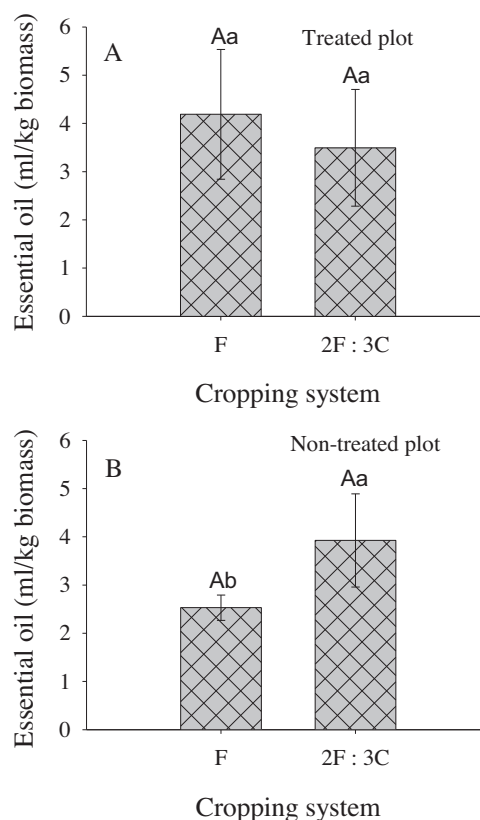 A
Treated plot
Essential oil (ml/kg biomass)
6
5
4
3
2
1
0
Aa
Aa
F
2F : 3C
Cropping system
B
Non-treated plot
Essential oil (ml/kg biomass)
6
5
4
3
2
1
0
Ab
Aa
F
2F : 3C
Cropping system